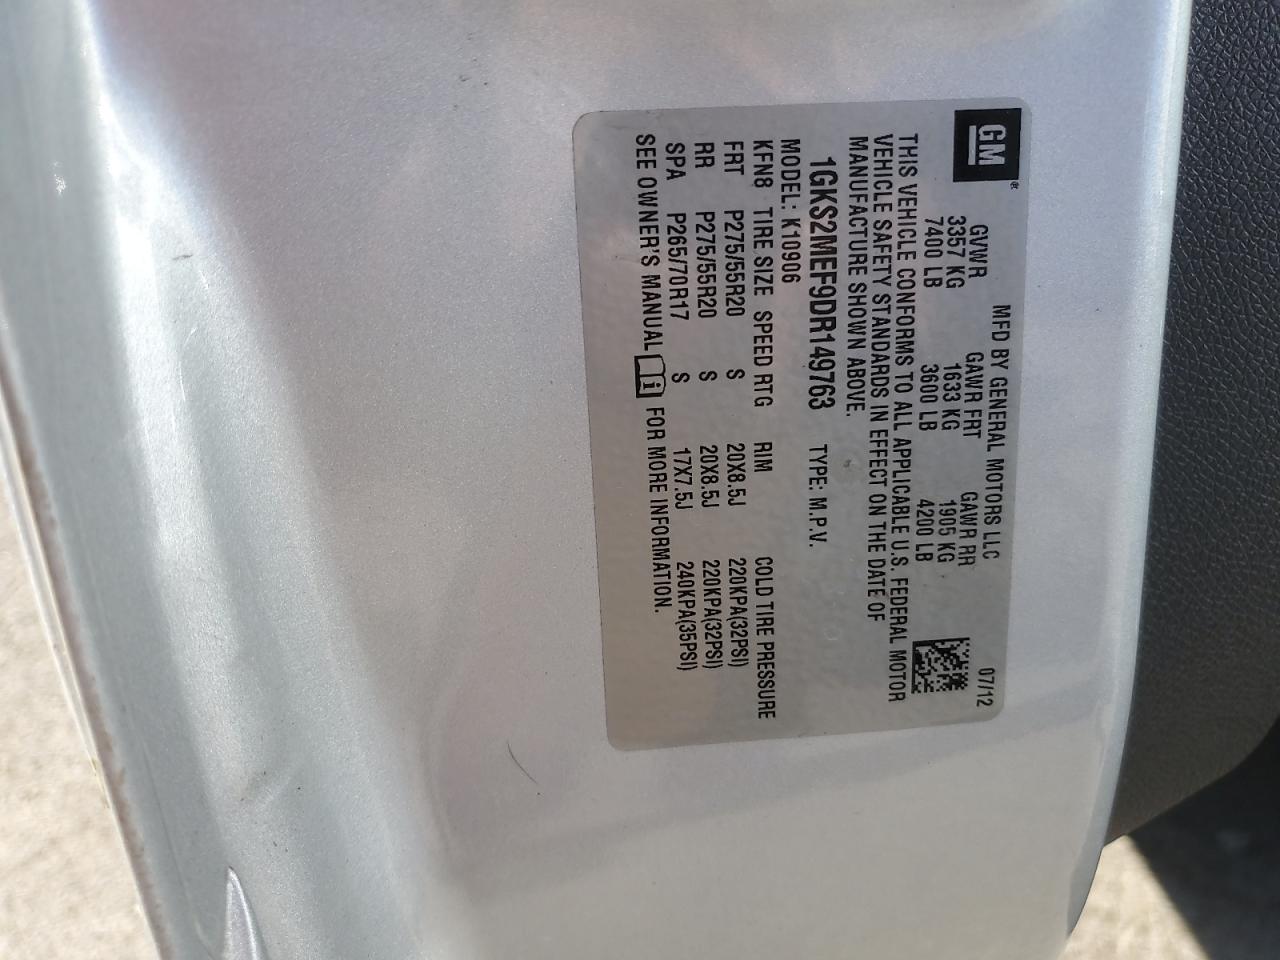 GM®
MFD BY GENERAL MOTORS LLC 07/12
GVWR GAWR FRT GAWR RR
3357 KG 1633 KG 1905 KG
7400 LB 3600 LB 4200 LB
THIS VEHICLE CONFORMS TO ALL APPLICABLE U.S. FEDERAL MOTOR
VEHICLE SAFETY STANDARDS IN EFFECT ON THE DATE OF
MANUFACTURE SHOWN ABOVE.
1GKS2MEF9DR149763 TYPE: M.P.V.
MODEL: K10906
KFN8 TIRE SIZE SPEED RTG RIM COLD TIRE PRESSURE
FRT P275/55R20 S 20X8.5J 220KPA(32PSI)
RR P275/55R20 S 20X8.5J 220KPA(32PSI)
SPA P265/70R17 S 17X7.5J 240KPA(35PSI)
SEE OWNER'S MANUAL i FOR MORE INFORMATION.